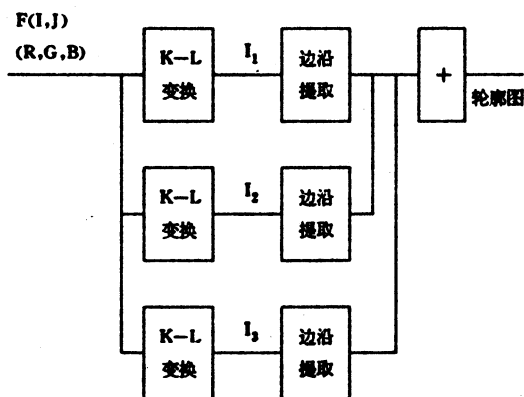 F(I,J)
(R,G,B)
K-L
变换
I₁
边沿
提取
+
轮廓图
K-L
变换
I₂
边沿
提取
K-L
变换
I₃
边沿
提取